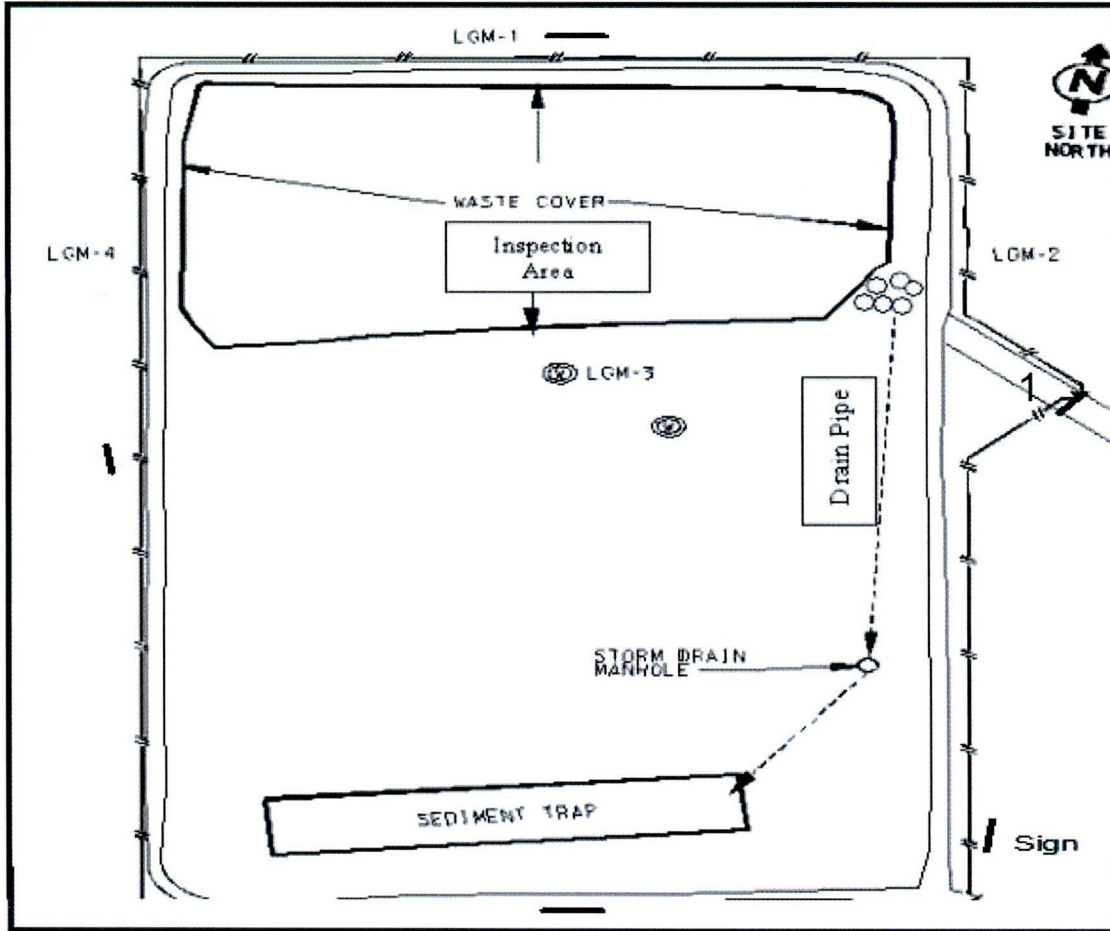 LGM-1
N
SITE
NORTH
WASTE COVER
Inspection
Area
LGM-4
LGM-2
LGM-3
1
Drain Pipe
STORM DRAIN
MANHOLE
SEDIMENT TRAP
Sign